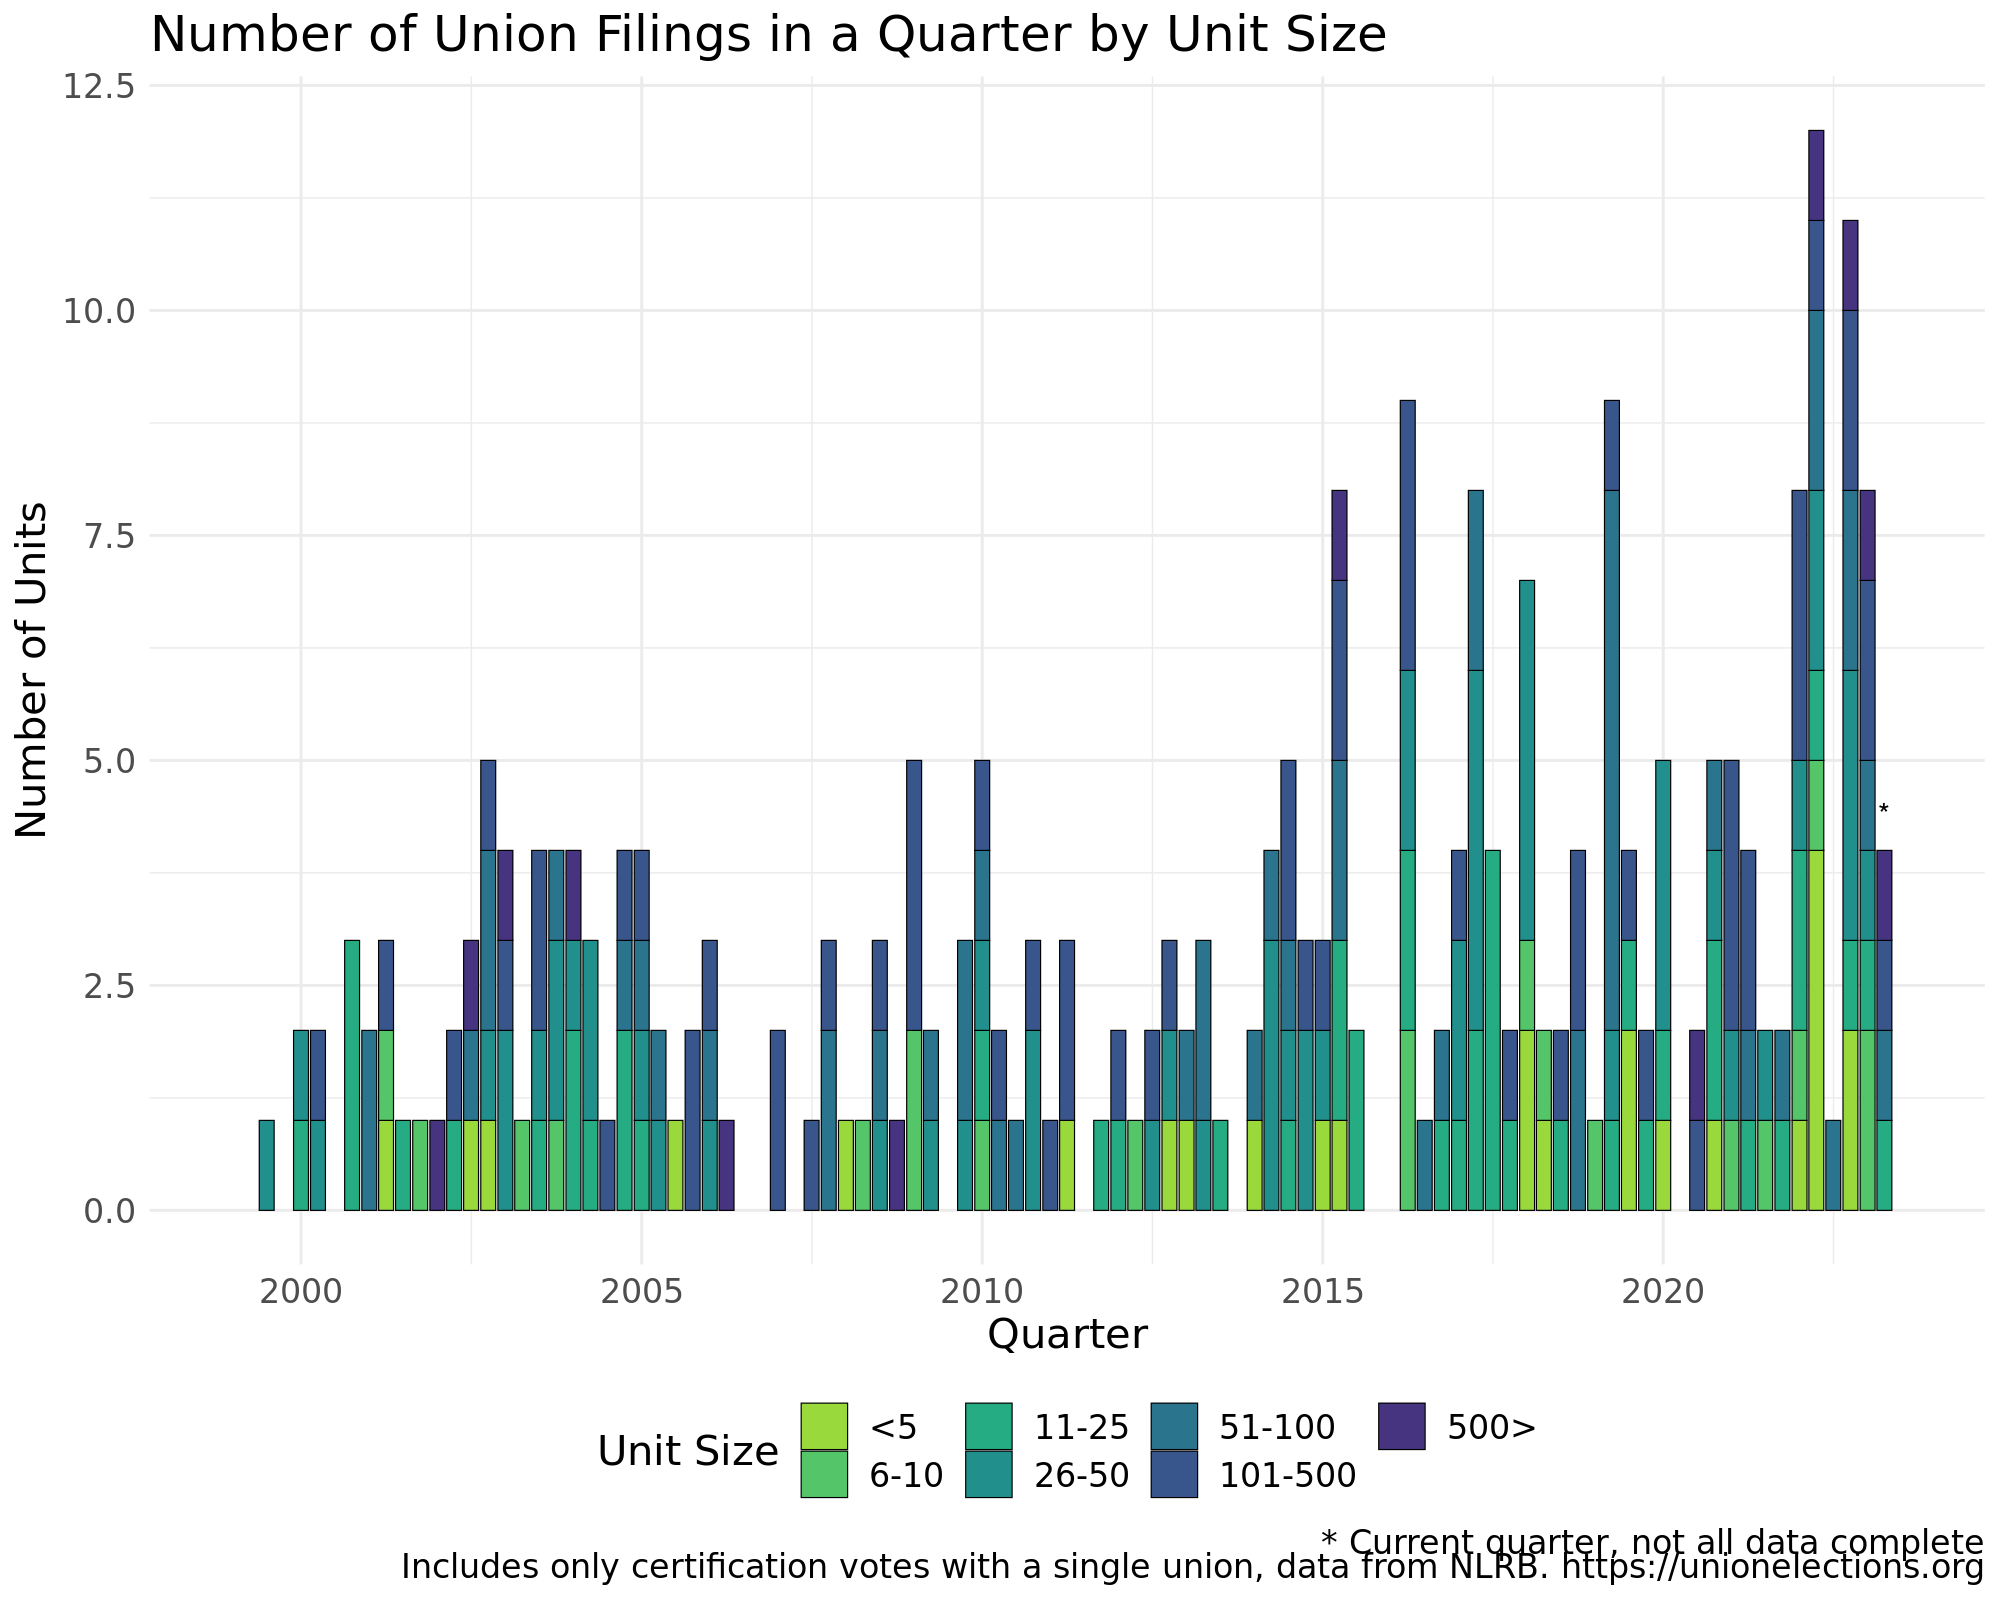 Number of Union Filings in a Quarter by Unit Size
12.5
10.0
7.5
5.0
2.5
0.0
Number of Units
*
2000 2005 2010 2015 2020
Quarter
Unit Size
<5 11-25 51-100 500>
6-10 26-50 101-500
* Current quarter, not all data complete
Includes only certification votes with a single union, data from NLRB. https://unionelections.org